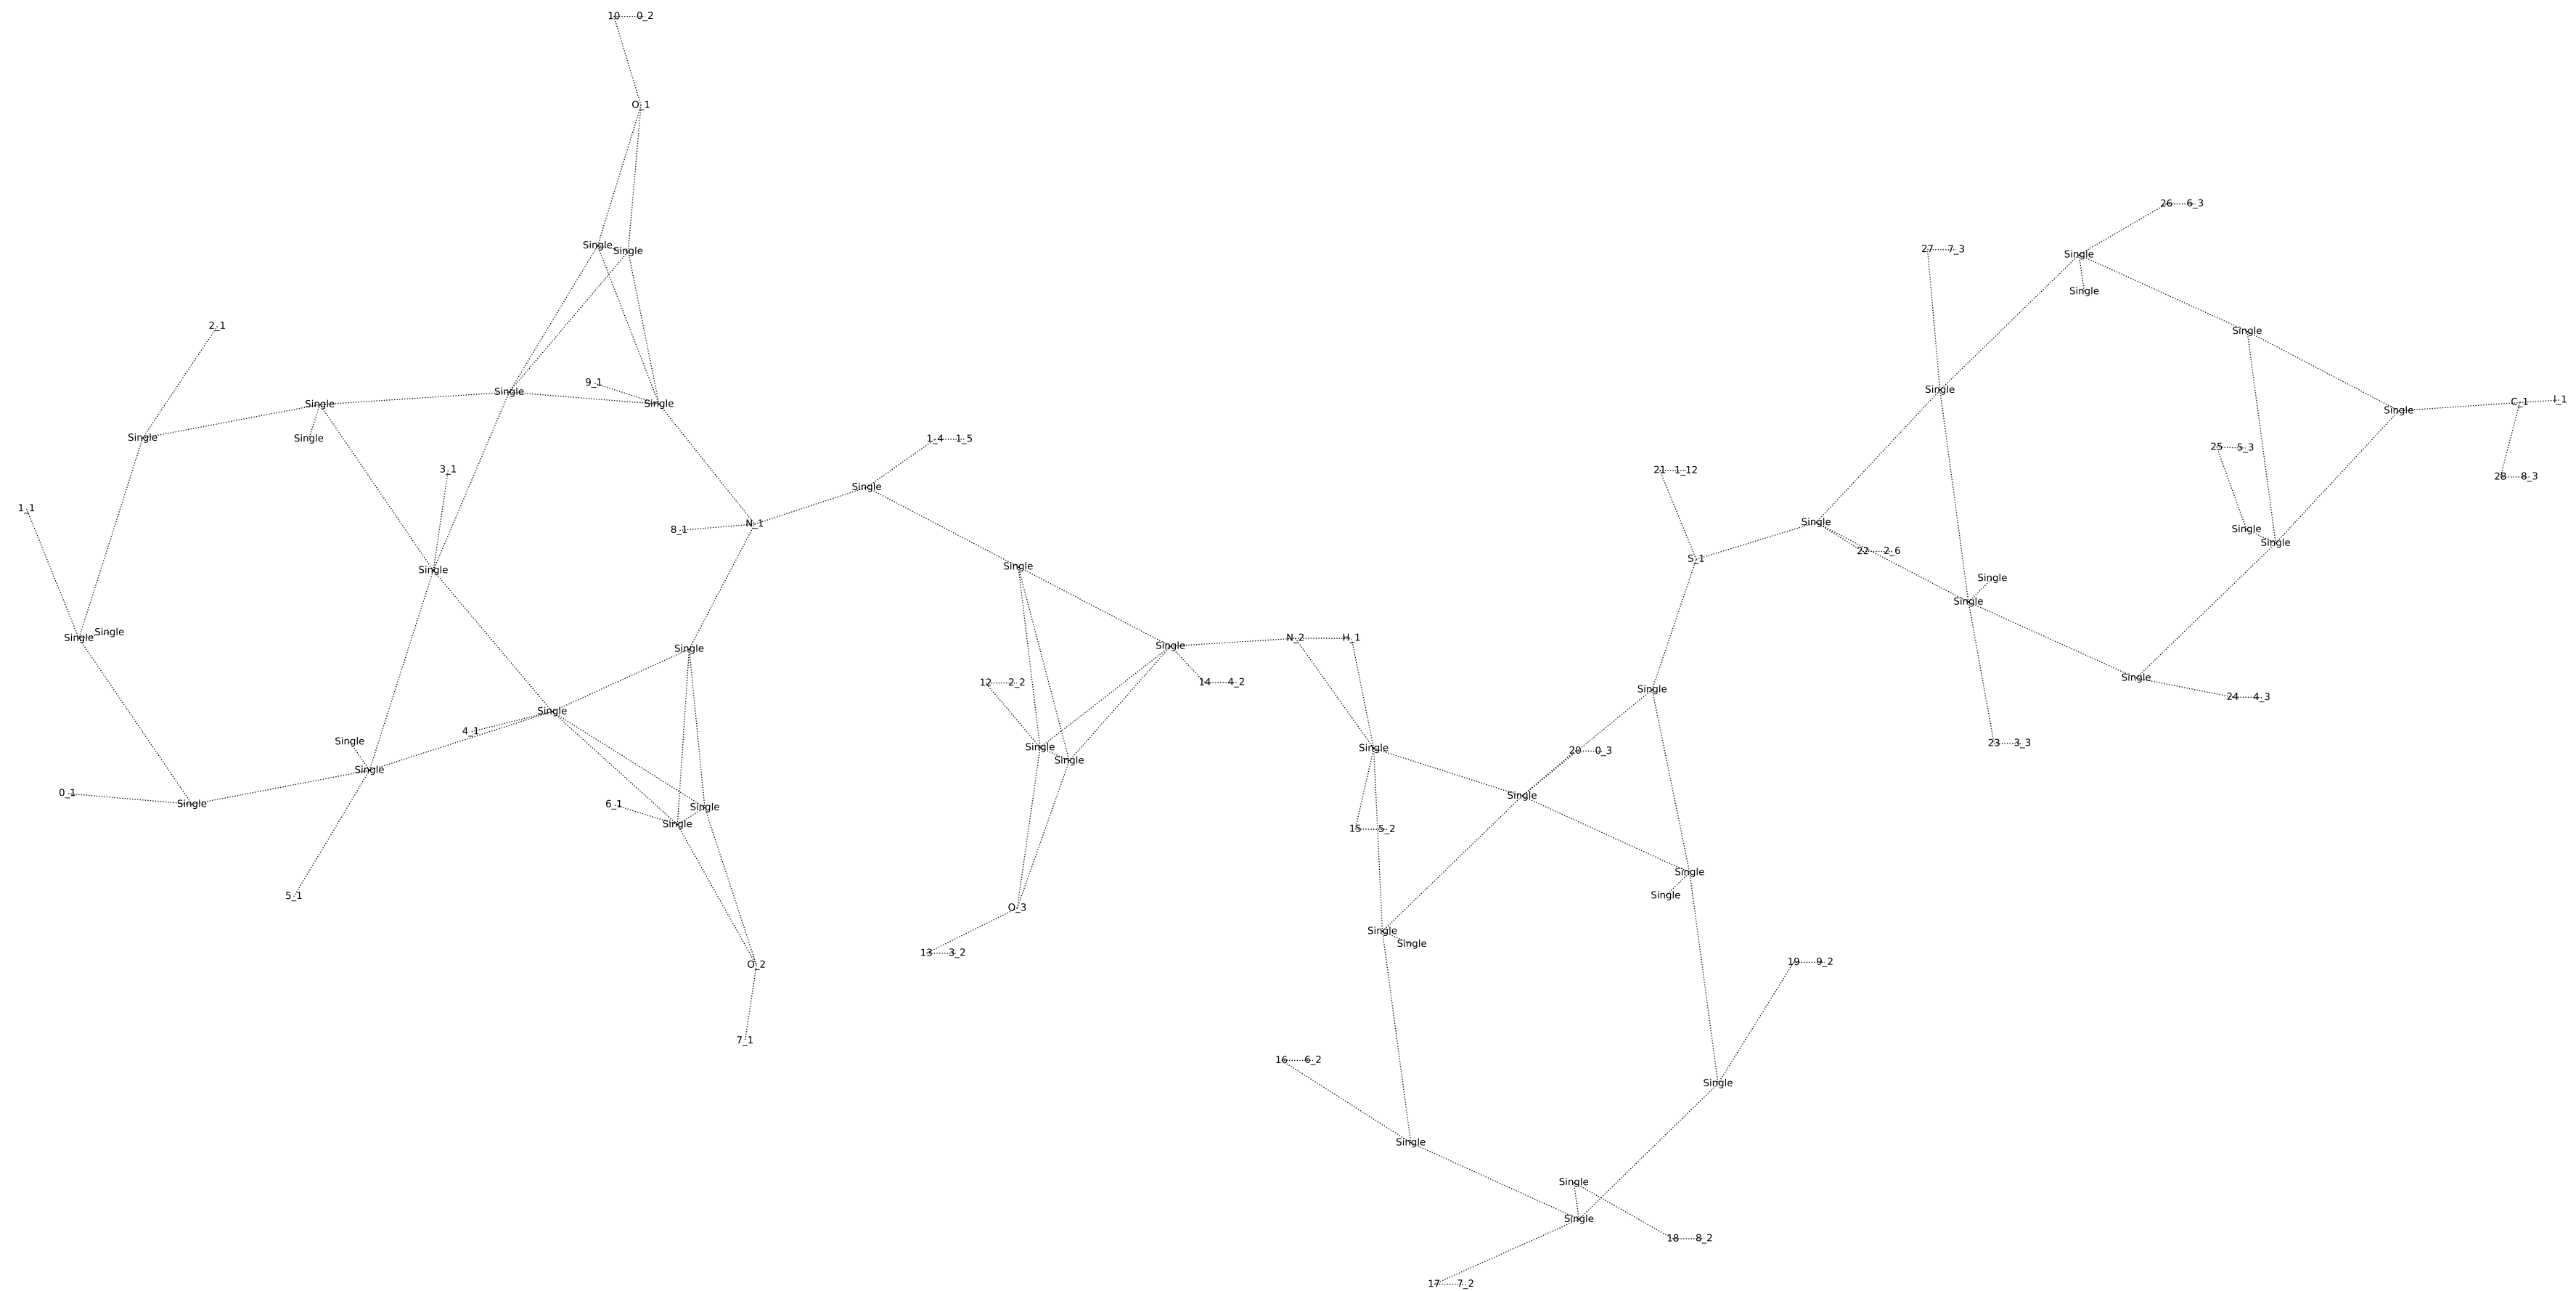 10 0_2
O_1
26 6_3
Single
Single
27 7_3
Single
Single
2_1
Single
9_1
Single
Single
Single
Single
Single
C_1 I_1
Single
Single
1_4 1_5
25 5_3
3_1
21 1_12
28 8_3
Single
1_1
N_1
Single
8_1
Single
Single
22 2_6
S_1
Single
Single
Single
Single
Single
Single
N_2 H_1
Single
Single
Single
12 2_2
14 4_2
Single
24 4_3
Single
4_1
Single
23 3_3
Single
Single
20 0_3
Single
Single
0_1
Single
Single
6_1
Single
Single
15 5_2
Single
5_1
Single
O_3
Single
Single
13 3_2
19 9_2
O_2
7_1
16 6_2
Single
Single
Single
Single
18 8_2
17 7_2